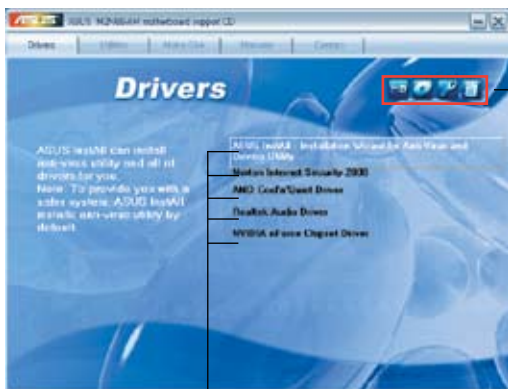 ASUS M2N68-AM motherboard support CD
Drivers Utilities Make Disk Manual Contact
Drivers
ASUS InstAll - Installation Wizard for Anti-Virus and
Drivers Utility
Norton Internet Security 2008
AMD Cool'n'Quiet Driver
Realtek Audio Driver
NVIDIA nForce Chipset Driver
ASUS InstAll can install
anti-virus utility and all of
drivers for you.
Note: To provide you with a
safer system, ASUS InstAll
installs anti-virus utility by
default.